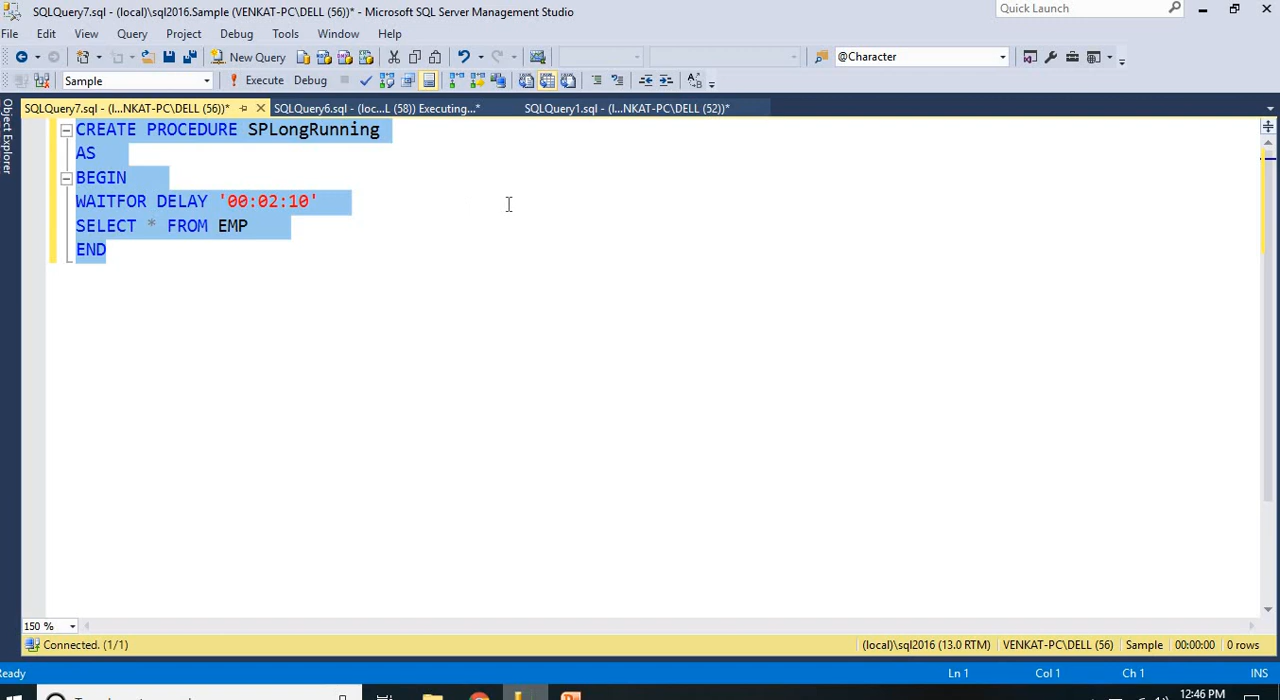 SQLQuery7.sql - (local)\sql2016.Sample (VENKAT-PC\DELL (56))* - Microsoft SQL Server Management Studio
Quick Launch
File Edit View Query Project Debug Tools Window Help
New Query
@Character
Sample
Execute Debug
SQLQuery7.sql - (l...NKAT-PC\DELL (56))*
SQLQuery6.sql - (loc...L (58)) Executing...*
SQLQuery1.sql - (l...NKAT-PC\DELL (52))*
Object Explorer
CREATE PROCEDURE SPLongRunning
AS
BEGIN
WAITFOR DELAY '00:02:10'
SELECT * FROM EMP
END
150 %
Connected. (1/1)
(local)\sql2016 (13.0 RTM) VENKAT-PC\DELL (56) Sample 00:00:00 0 rows
Ready
Ln 1 Col 1 Ch 1 INS
12:46 PM